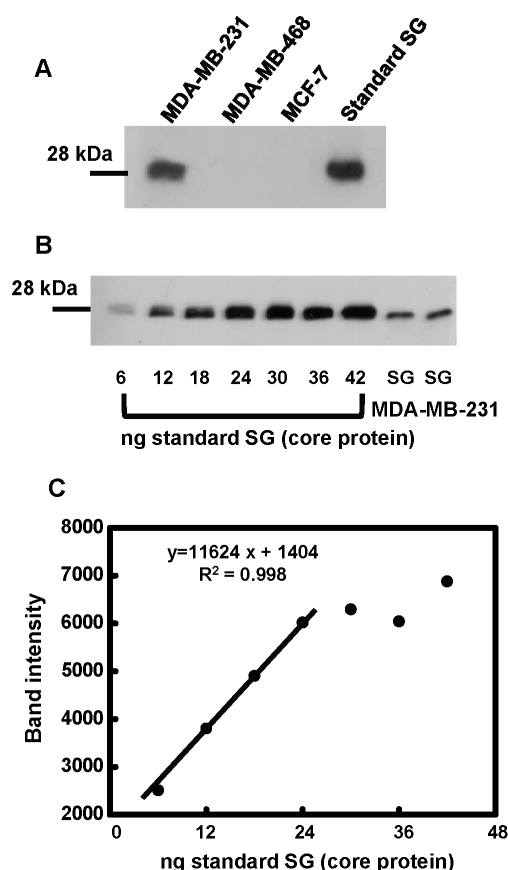 A
MDA-MB-231
MDA-MB-468
MCF-7
Standard SG
28 kDa
B
28 kDa
6 12 18 24 30 36 42 SG SG
MDA-MB-231
ng standard SG (core protein)
C
8000
y=11624 x + 1404
R² = 0.998
7000
6000
5000
4000
3000
2000
Band intensity
0 12 24 36 48
ng standard SG (core protein)